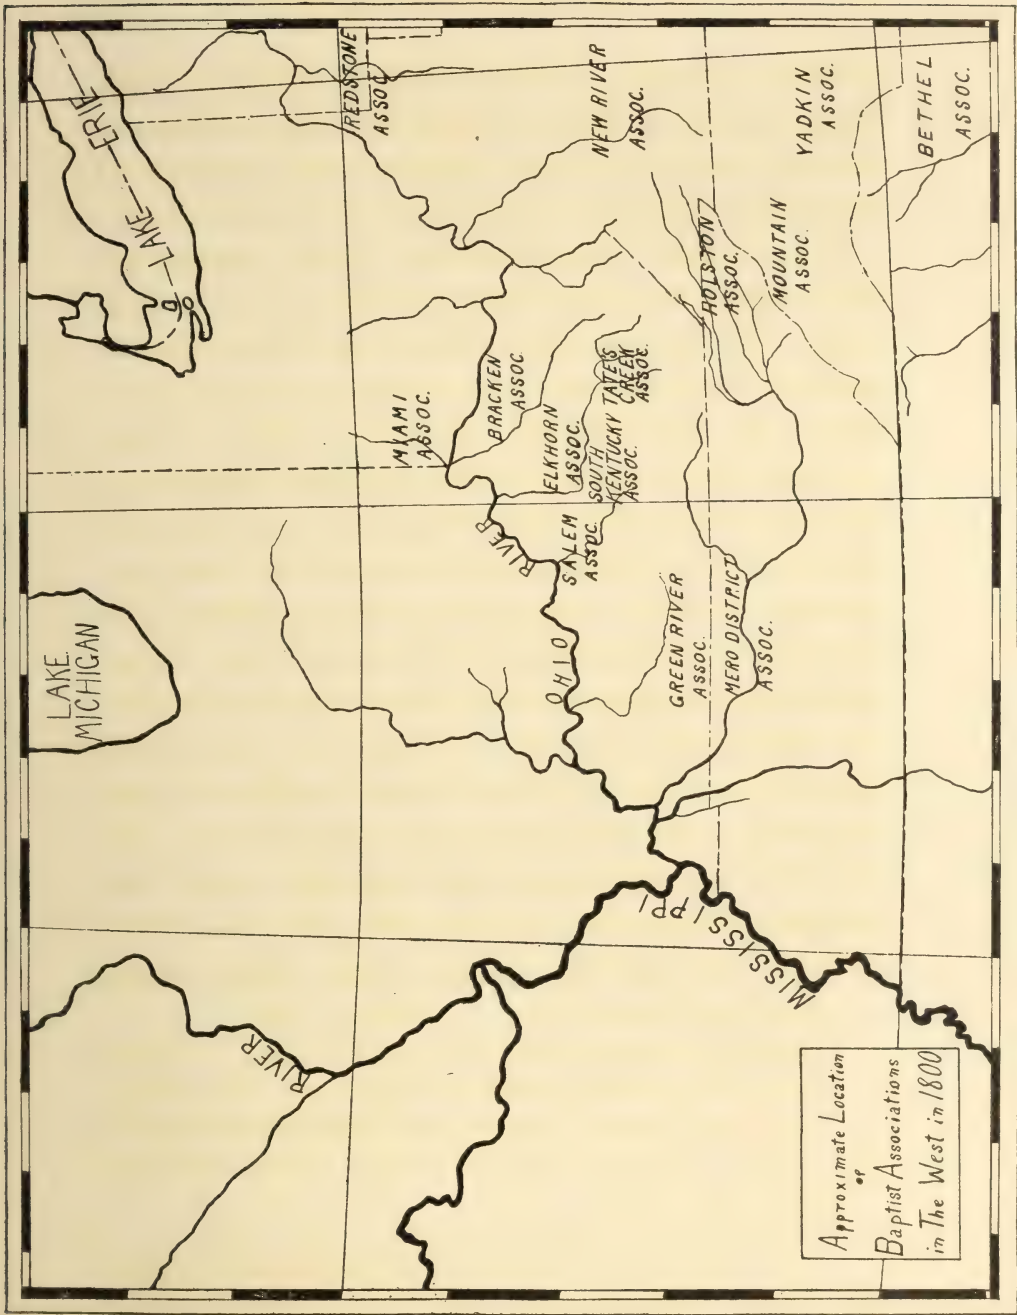 LAKE
MICHIGAN
LAKE ERIE
RIVER
MISSISSIPPI
OHIO
RIVER
REDSTONE
ASSOC.
MIAMI
ASSOC.
BRACKEN
ASSOC
ELKHORN
ASSOC.
TATE'S
CREEK
ASSOC.
SOUTH
KENTUCKY
ASSOC.
SALEM
ASSOC.
GREEN RIVER
ASSOC.
MERO DISTRICT
ASSOC.
NEW RIVER
ASSOC.
HOLSTON
ASSOC.
MOUNTAIN
ASSOC.
YADKIN
ASSOC.
BETHEL
ASSOC.
Approximate Location
of
Baptist Associations
in The West in 1800